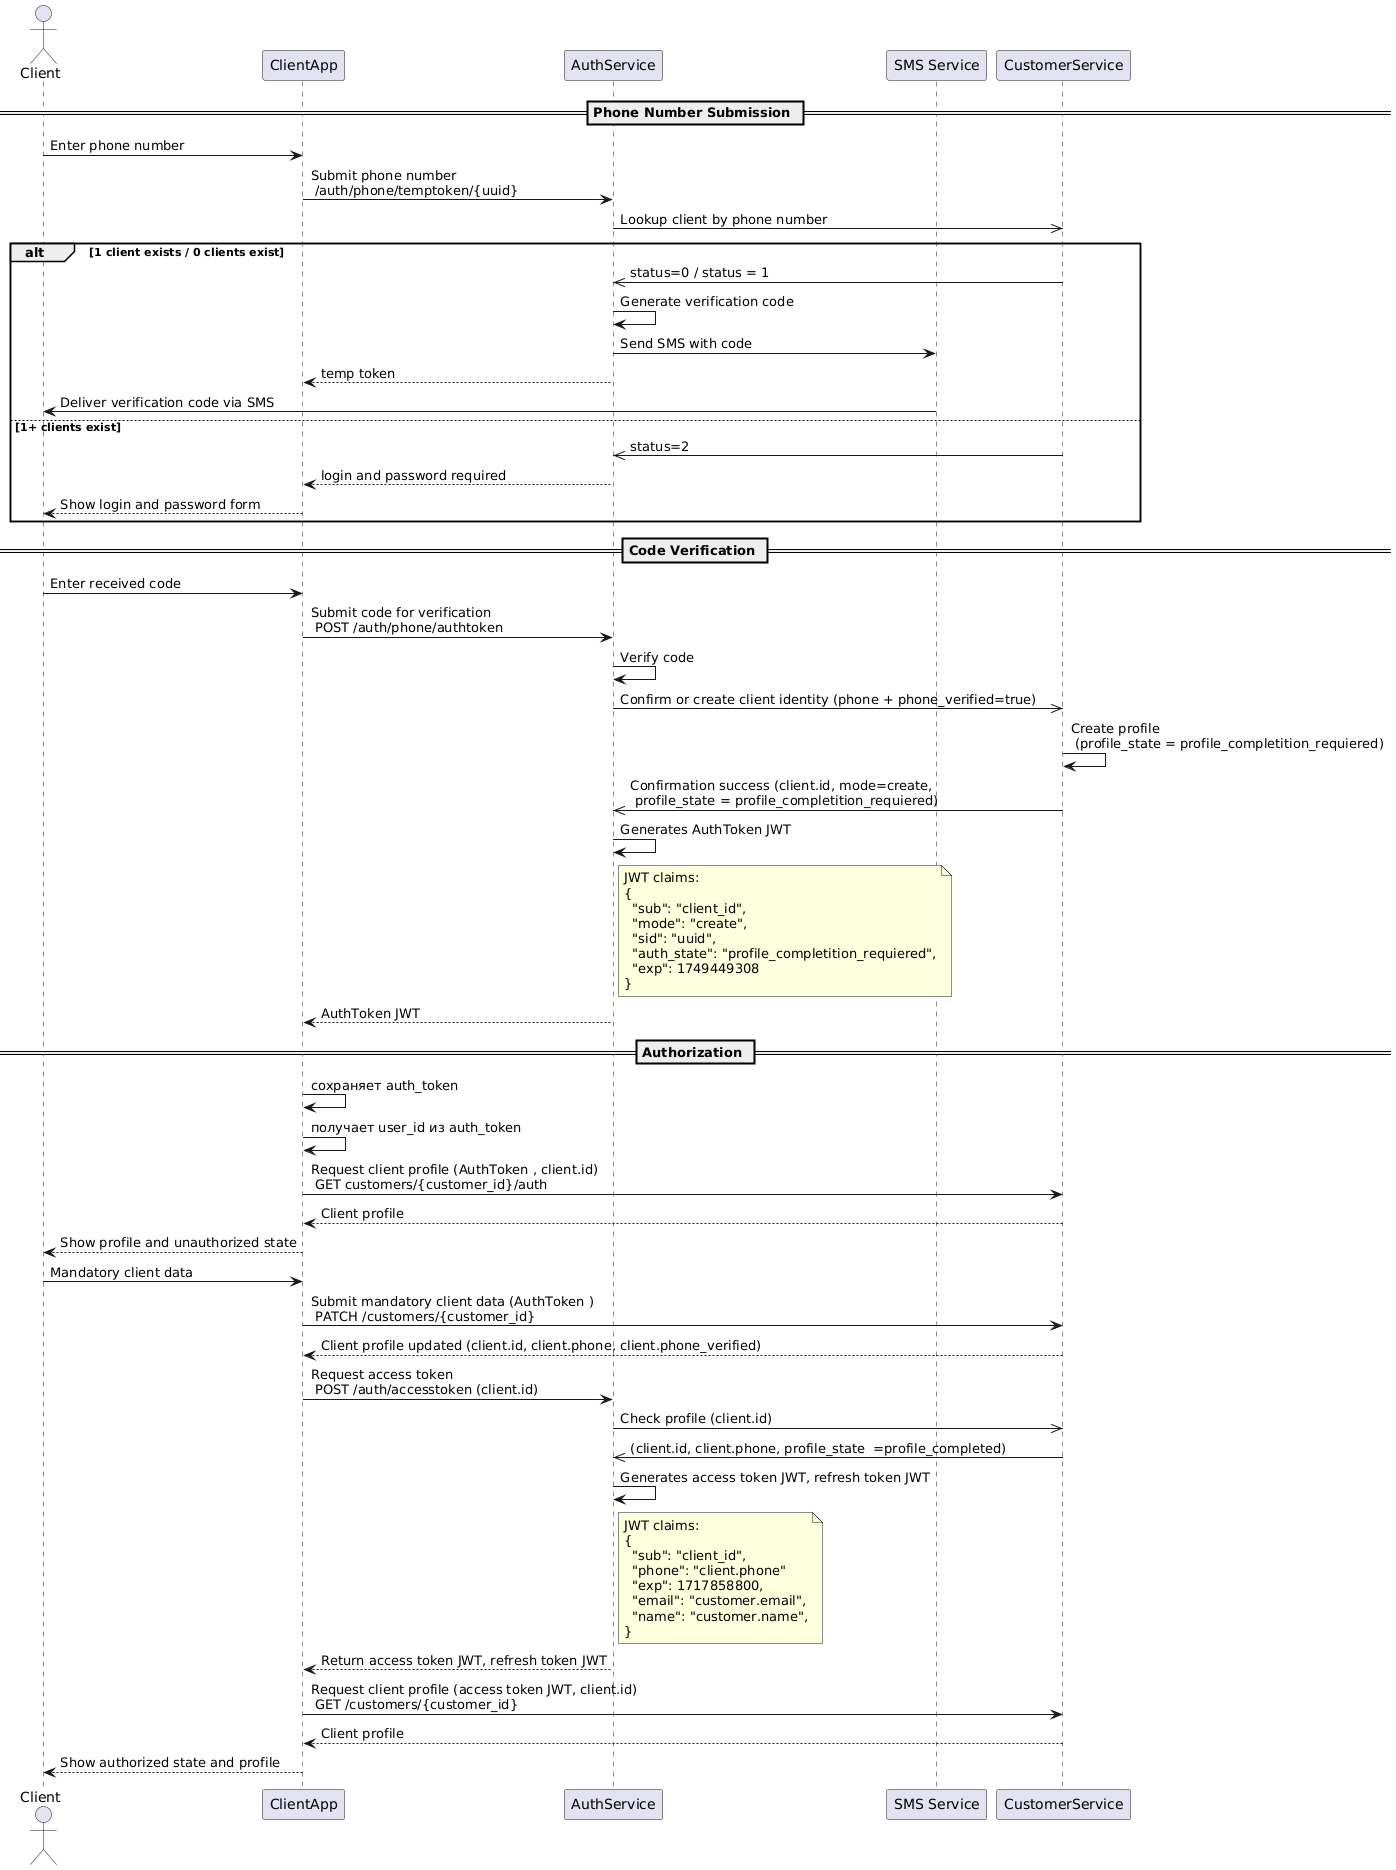 Client
ClientApp
AuthService
SMS Service
CustomerService
Phone Number Submission
Enter phone number
Submit phone number
/auth/phone/temptoken/{uuid}
Lookup client by phone number
alt
[1 client exists / 0 clients exist]
status=0 / status = 1
Generate verification code
Send SMS with code
temp token
Deliver verification code via SMS
[1+ clients exist]
status=2
login and password required
Show login and password form
Code Verification
Enter received code
Submit code for verification
POST /auth/phone/authtoken
Verify code
Confirm or create client identity (phone + phone_verified=true)
Create profile
(profile_state = profile_completition_requiered)
Confirmation success (client.id, mode=create,
profile_state = profile_completition_requiered)
Generates AuthToken JWT
JWT claims:
{
"sub": "client_id",
"mode": "create",
"sid": "uuid",
"auth_state": "profile_completition_requiered",
"exp": 1749449308
}
AuthToken JWT
Authorization
сохраняет auth_token
получает user_id из auth_token
Request client profile (AuthToken , client.id)
GET customers/{customer_id}/auth
Client profile
Show profile and unauthorized state
Mandatory client data
Submit mandatory client data (AuthToken )
PATCH /customers/{customer_id}
Client profile updated (client.id, client.phone, client.phone_verified)
Request access token
POST /auth/accesstoken (client.id)
Check profile (client.id)
(client.id, client.phone, profile_state  =profile_completed)
Generates access token JWT, refresh token JWT
JWT claims:
{
"sub": "client_id",
"phone": "client.phone"
"exp": 1717858800,
"email": "customer.email",
"name": "customer.name",
}
Return access token JWT, refresh token JWT
Request client profile (access token JWT, client.id)
GET /customers/{customer_id}
Client profile
Show authorized state and profile
Client
ClientApp
AuthService
SMS Service
CustomerService